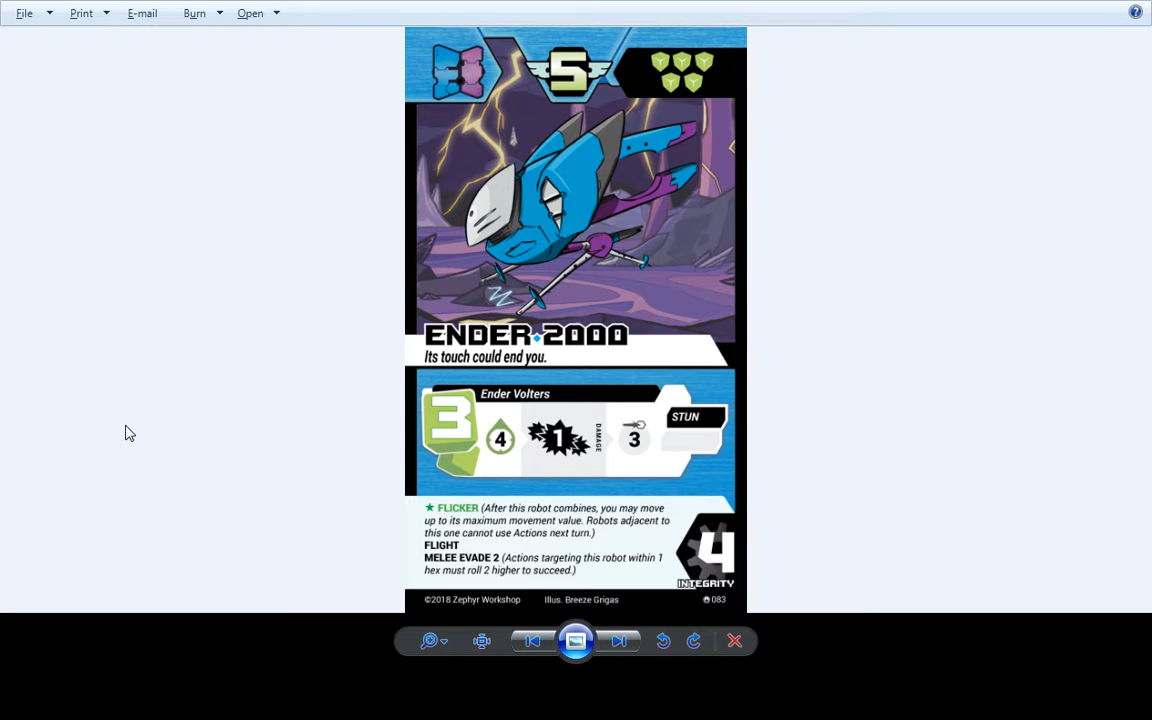 File Print E-mail Burn Open
5
ENDER•2000
Its touch could end you.
Ender Volters
3 4 1 DAMAGE 3 STUN
★ FLICKER (After this robot combines, you may move
up to its maximum movement value. Robots adjacent to
this one cannot use Actions next turn.)
FLIGHT
MELEE EVADE 2 (Actions targeting this robot within 1
hex must roll 2 higher to succeed.)
4
INTEGRITY
©2018 Zephyr Workshop Illus. Breeze Grigas 083